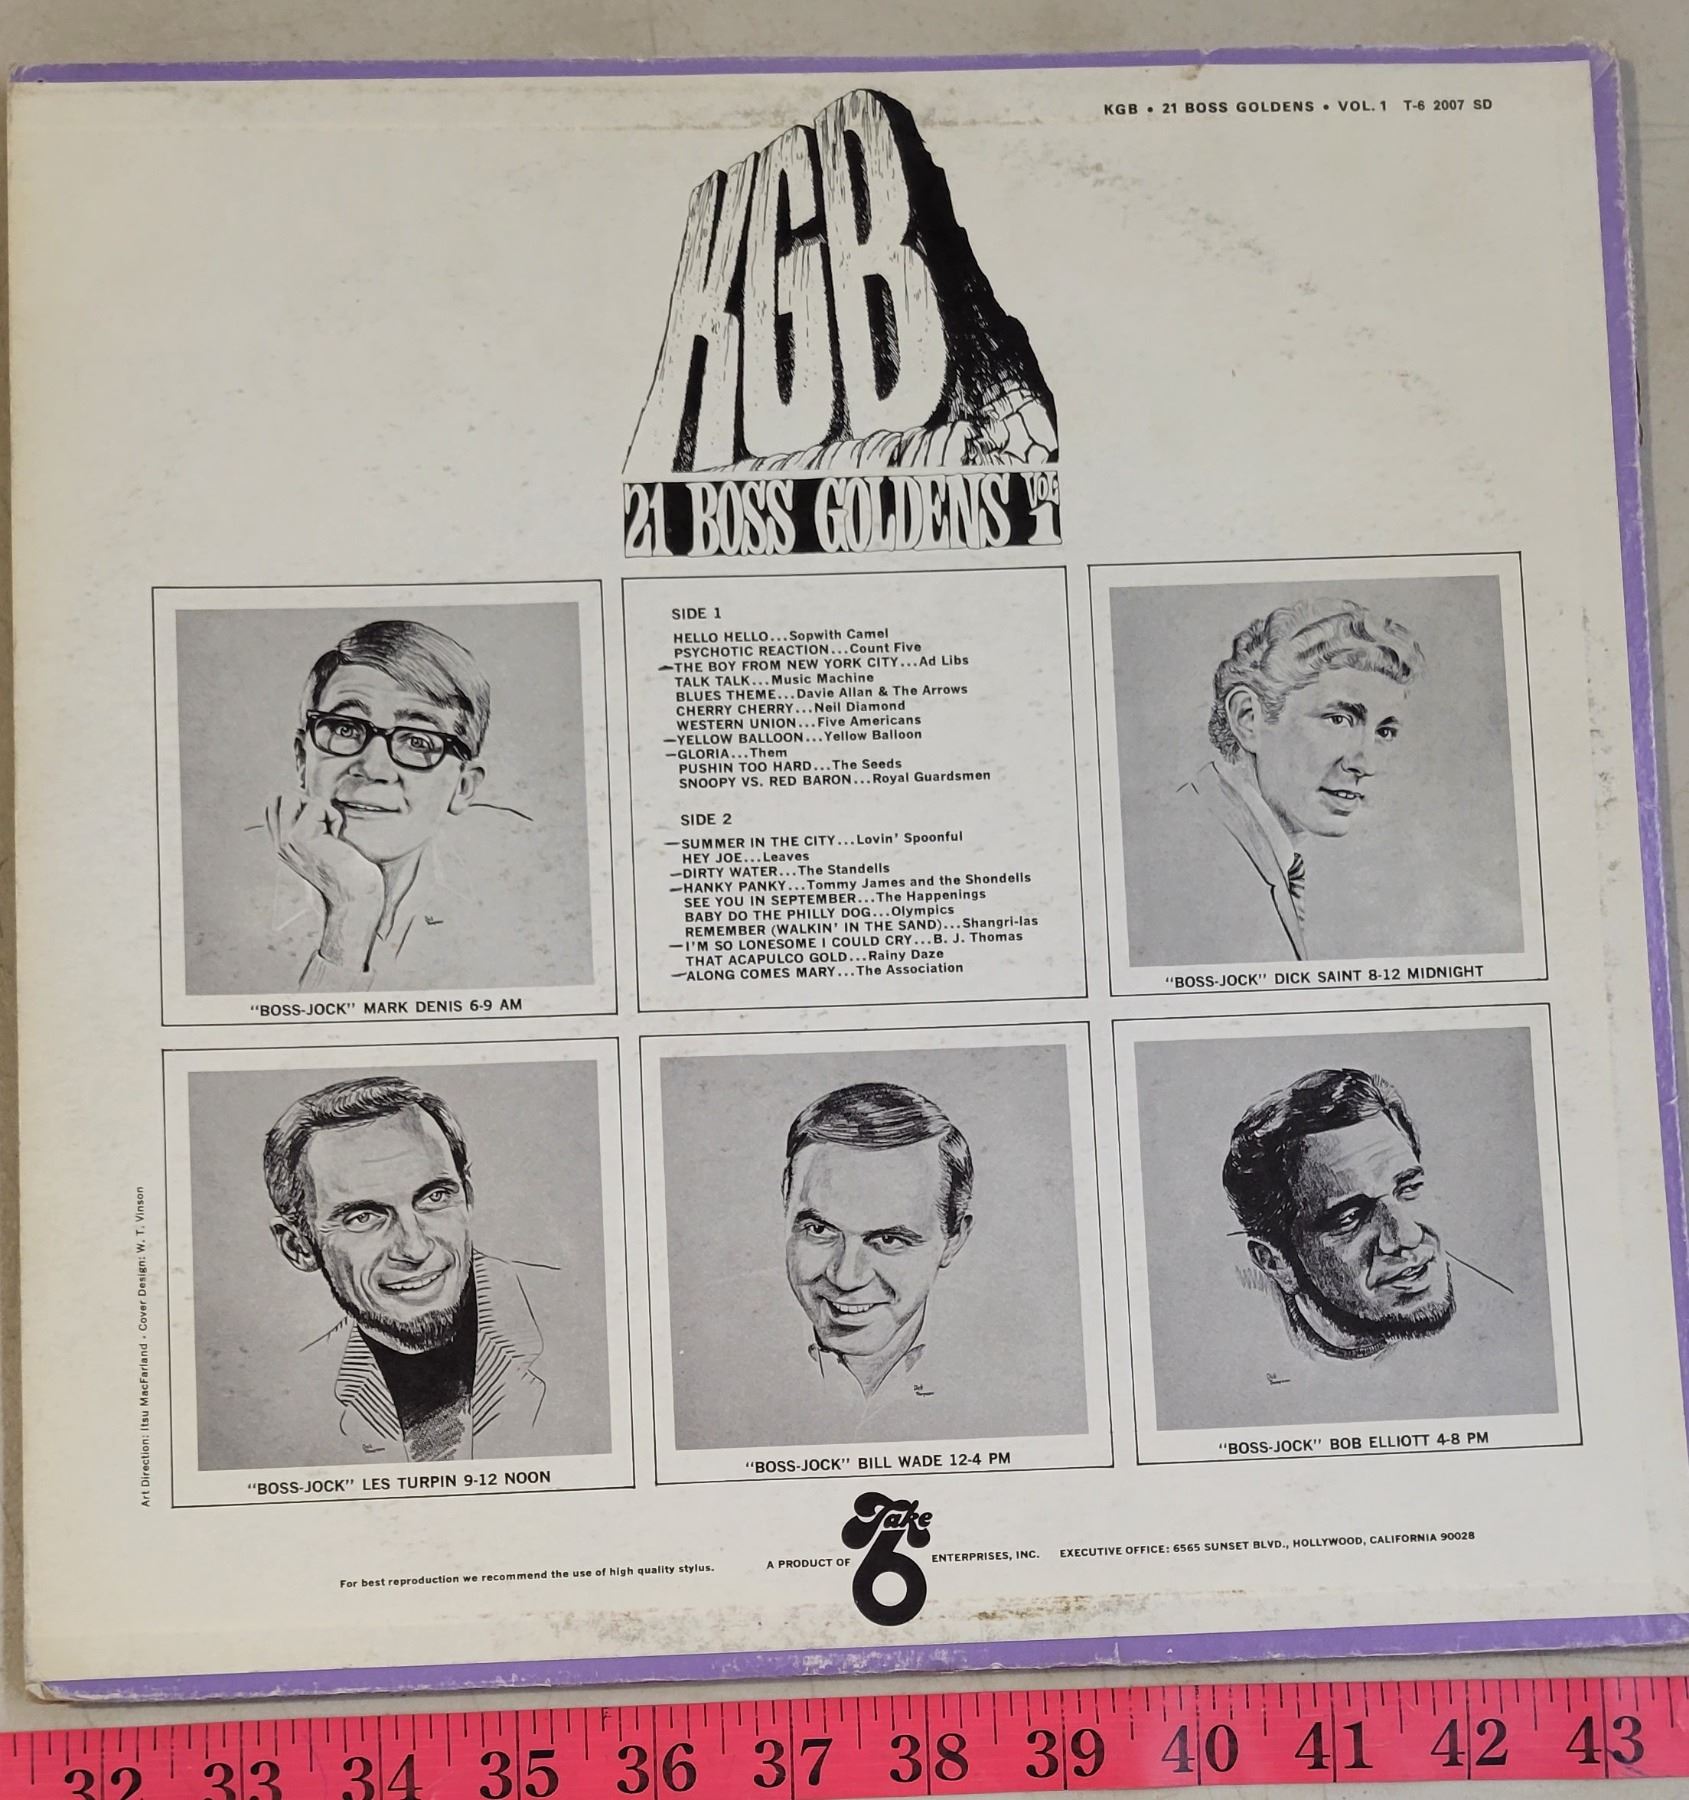 KGB • 21 BOSS GOLDENS • VOL. 1 T-6 2007 SD
KGB
21 BOSS GOLDENS VOL 1
SIDE 1
HELLO HELLO...Sopwith Camel
PSYCHOTIC REACTION...Count Five
THE BOY FROM NEW YORK CITY...Ad Libs
TALK TALK...Music Machine
BLUES THEME...Davie Allan & The Arrows
CHERRY CHERRY...Neil Diamond
WESTERN UNION...Five Americans
YELLOW BALLOON...Yellow Balloon
GLORIA...Them
PUSHIN TOO HARD...The Seeds
SNOOPY VS. RED BARON...Royal Guardsmen
SIDE 2
SUMMER IN THE CITY...Lovin' Spoonful
HEY JOE...Leaves
DIRTY WATER...The Standells
HANKY PANKY...Tommy James and the Shondells
SEE YOU IN SEPTEMBER...The Happenings
BABY DO THE PHILLY DOG...Olympics
REMEMBER (WALKIN' IN THE SAND)...Shangri-las
I'M SO LONESOME I COULD CRY...B. J. Thomas
THAT ACAPULCO GOLD...Rainy Daze
ALONG COMES MARY...The Association
"BOSS-JOCK" MARK DENIS 6-9 AM
"BOSS-JOCK" DICK SAINT 8-12 MIDNIGHT
"BOSS-JOCK" LES TURPIN 9-12 NOON
"BOSS-JOCK" BILL WADE 12-4 PM
"BOSS-JOCK" BOB ELLIOTT 4-8 PM
Art Direction: Itsu MacFarland • Cover Design: W. T. Vinson
For best reproduction we recommend the use of high quality stylus.
A PRODUCT OF Take 6 ENTERPRISES, INC. EXECUTIVE OFFICE: 6565 SUNSET BLVD., HOLLYWOOD, CALIFORNIA 90028
32 33 34 35 36 37 38 39 40 41 42 43